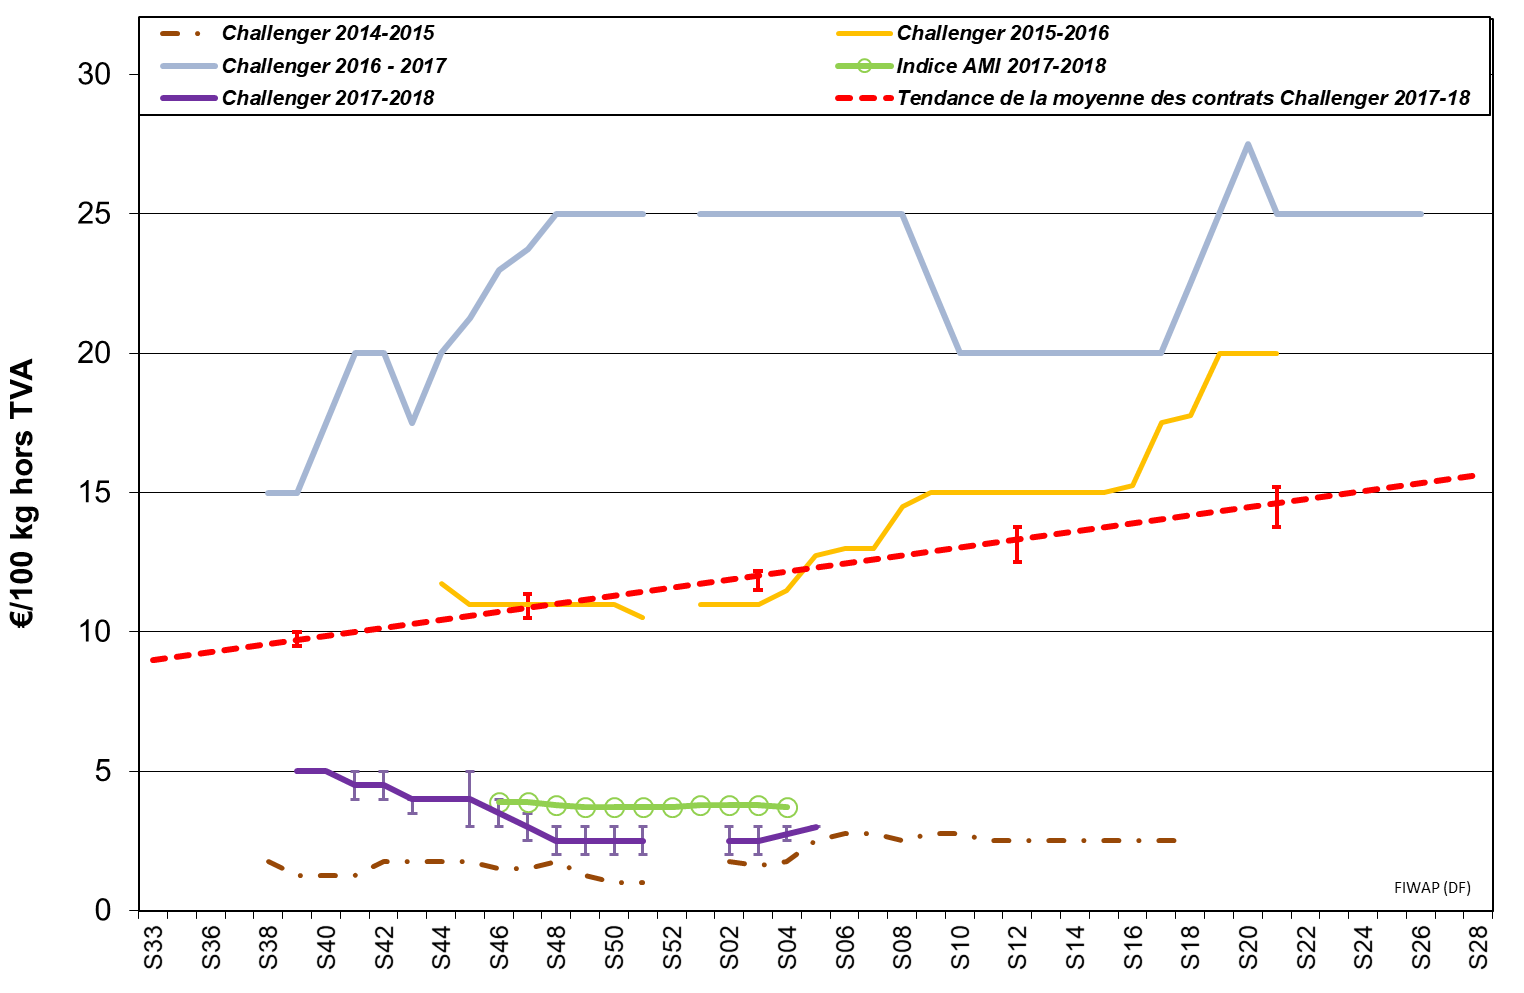 Challenger 2014-2015
Challenger 2015-2016
Challenger 2016 - 2017
Indice AMI 2017-2018
Challenger 2017-2018
Tendance de la moyenne des contrats Challenger 2017-18
€/100 kg hors TVA
30
25
20
15
10
5
0
FIWAP (DF)
S33
S36
S38
S40
S42
S44
S46
S48
S50
S52
S02
S04
S06
S08
S10
S12
S14
S16
S18
S20
S22
S24
S26
S28